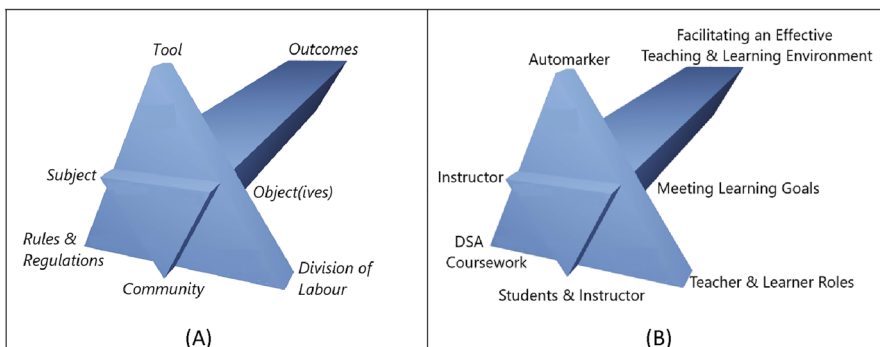 Tool
Outcomes
Subject
Object(ives)
Rules &
Regulations
Community
Division of
Labour
(A)
Facilitating an Effective
Teaching & Learning Environment
Automarker
Instructor
Meeting Learning Goals
DSA
Coursework
Students & Instructor
Teacher & Learner Roles
(B)